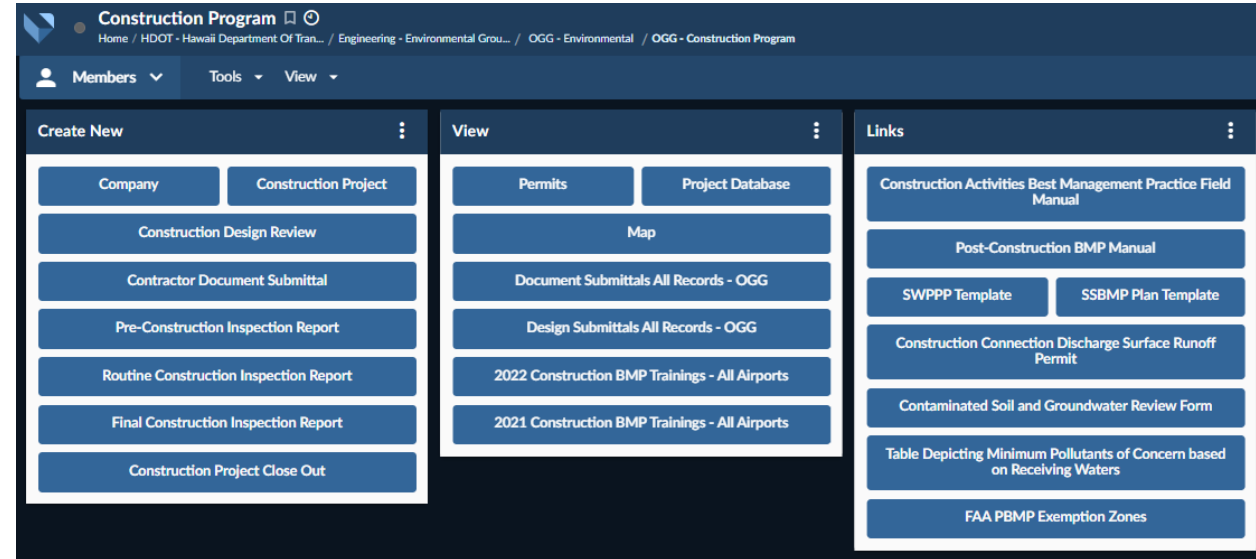 Construction Program
Home / HDOT - Hawaii Department Of Tran... / Engineering - Environmental Grou... / OGG - Environmental / OGG - Construction Program
Members Tools View
Create New
Company Construction Project
Construction Design Review
Contractor Document Submittal
Pre-Construction Inspection Report
Routine Construction Inspection Report
Final Construction Inspection Report
Construction Project Close Out
View
Permits Project Database
Map
Document Submittals All Records - OGG
Design Submittals All Records - OGG
2022 Construction BMP Trainings - All Airports
2021 Construction BMP Trainings - All Airports
Links
Construction Activities Best Management Practice Field
Manual
Post-Construction BMP Manual
SWPPP Template SSBMP Plan Template
Construction Connection Discharge Surface Runoff
Permit
Contaminated Soil and Groundwater Review Form
Table Depicting Minimum Pollutants of Concern based
on Receiving Waters
FAA PBMP Exemption Zones